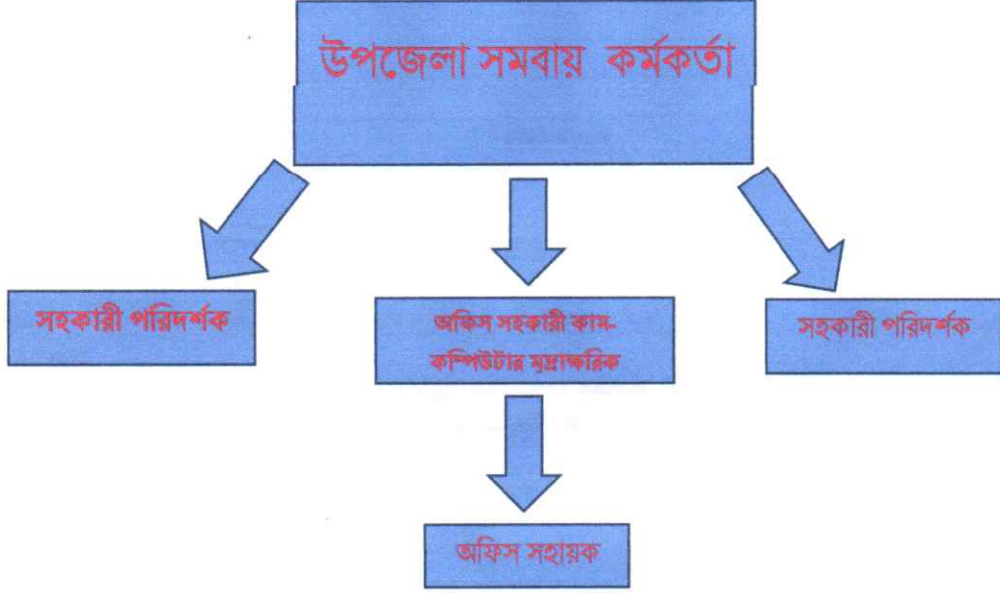 উপজেলা সমবায় কর্মকর্তা
সহকারী পরিদর্শক
অফিস সহকারী কাম-
কম্পিউটার মুদ্রাক্ষরিক
সহকারী পরিদর্শক
অফিস সহায়ক